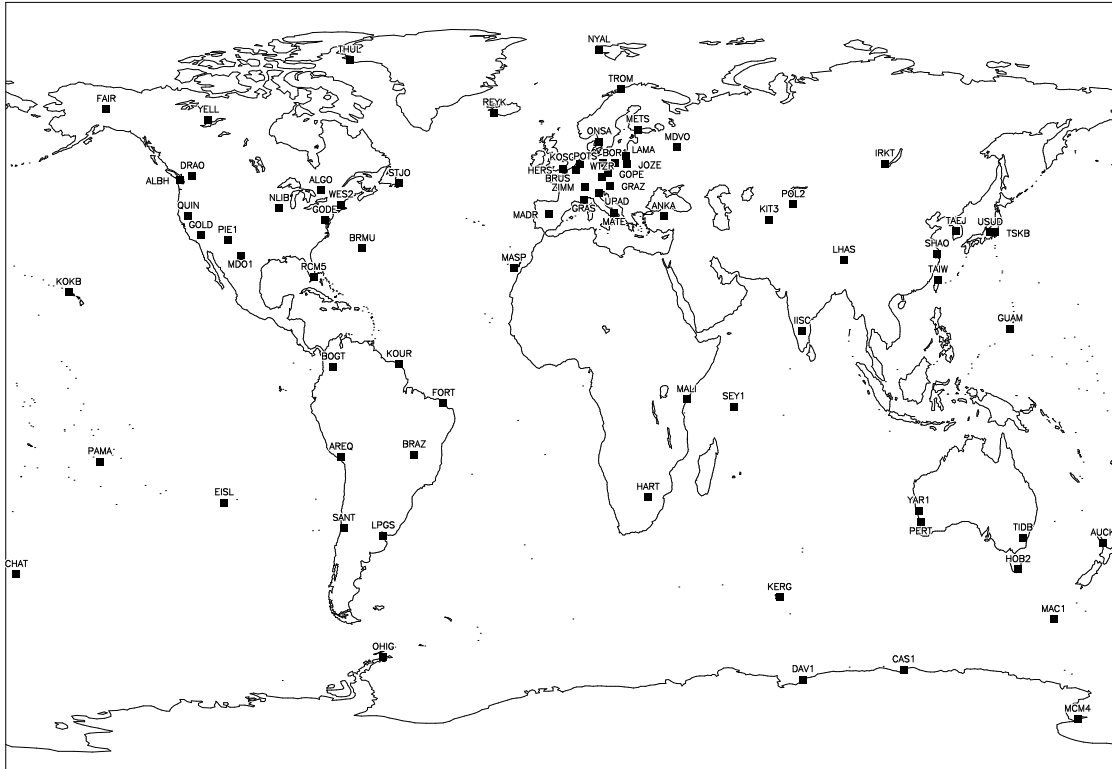 NYAL
THUL
TROM
FAIR
REYK
YELL
METS
ONSA
MDVO
LAMA
BOR
KOSG
POTS
IRKT
DRAO
HERS
WTZR
JOZE
STJO
ALBH
BRUS
GOPE
ALGO
ZIMM
GRAZ
WES2
POL2
NLIB
GRAS
UPAD
QUIN
GODE
MADR
MATE
ANKA
KIT3
GOLD
PIE1
TAEJ
USUD
TSKB
BRMU
SHAO
LHAS
MDO1
MASP
RCM5
TAIW
KOKB
IISC
GUAM
BOGT
KOUR
MALI
FORT
SEY1
AREQ
BRAZ
PAMA
HART
EISL
YAR1
SANT
LPGS
PERT
TIDB
AUCK
HOB2
CHAT
KERG
MAC1
OHIG
CAS1
DAV1
MCM4